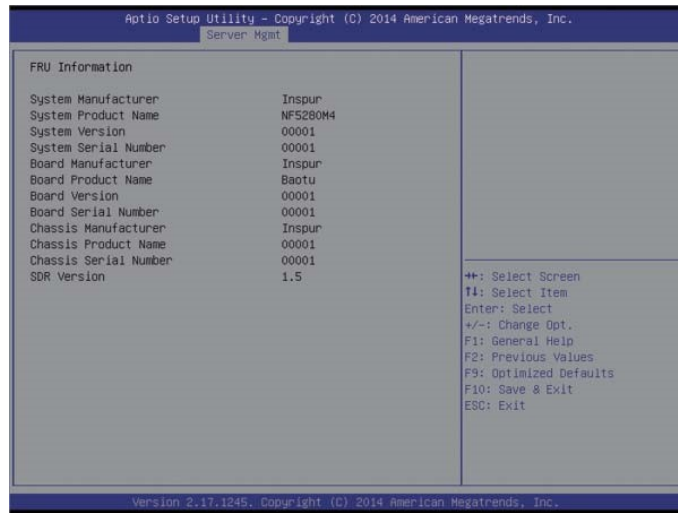 Aptio Setup Utility – Copyright (C) 2014 American Megatrends, Inc.
Server Mgmt
FRU Information
System Manufacturer Inspur
System Product Name NF5280M4
System Version 00001
System Serial Number 00001
Board Manufacturer Inspur
Board Product Name Baotu
Board Version 00001
Board Serial Number 00001
Chassis Manufacturer Inspur
Chassis Product Name 00001
Chassis Serial Number 00001
SDR Version 1.5
→←: Select Screen
↑↓: Select Item
Enter: Select
+/-: Change Opt.
F1: General Help
F2: Previous Values
F9: Optimized Defaults
F10: Save & Exit
ESC: Exit
Version 2.17.1245. Copyright (C) 2014 American Megatrends, Inc.